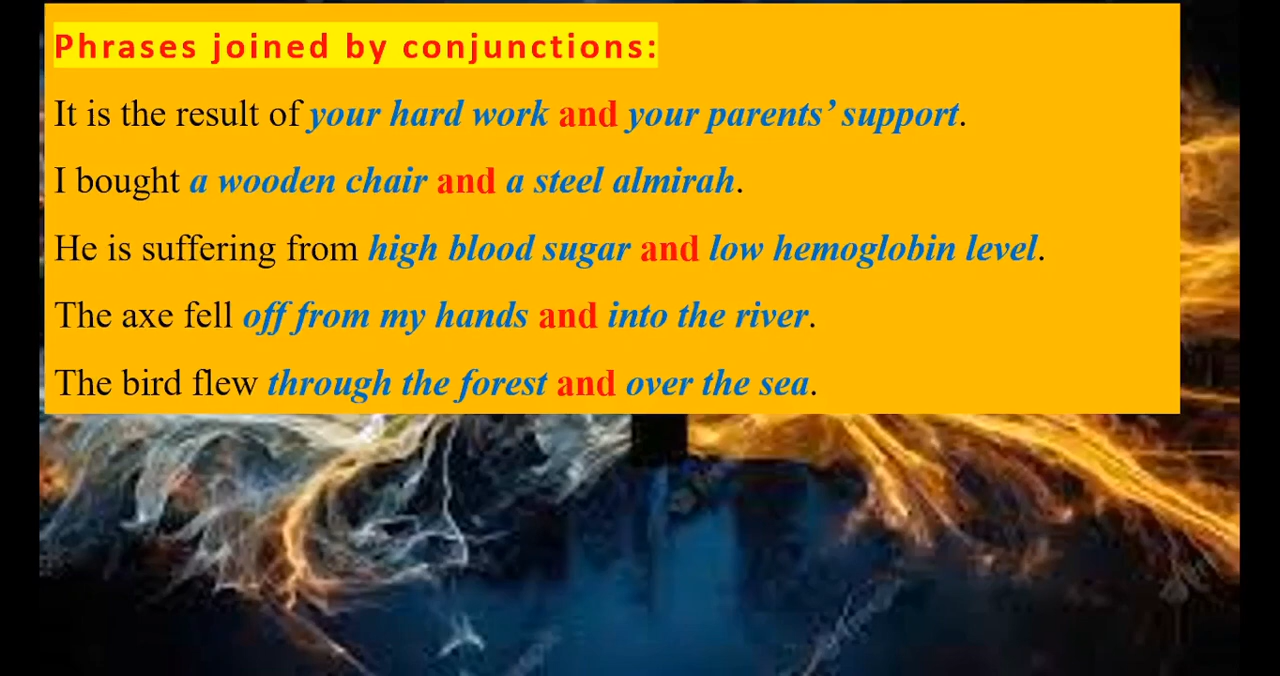 Phrases joined by conjunctions:
It is the result of your hard work and your parents’ support.
I bought a wooden chair and a steel almirah.
He is suffering from high blood sugar and low hemoglobin level.
The axe fell off from my hands and into the river.
The bird flew through the forest and over the sea.